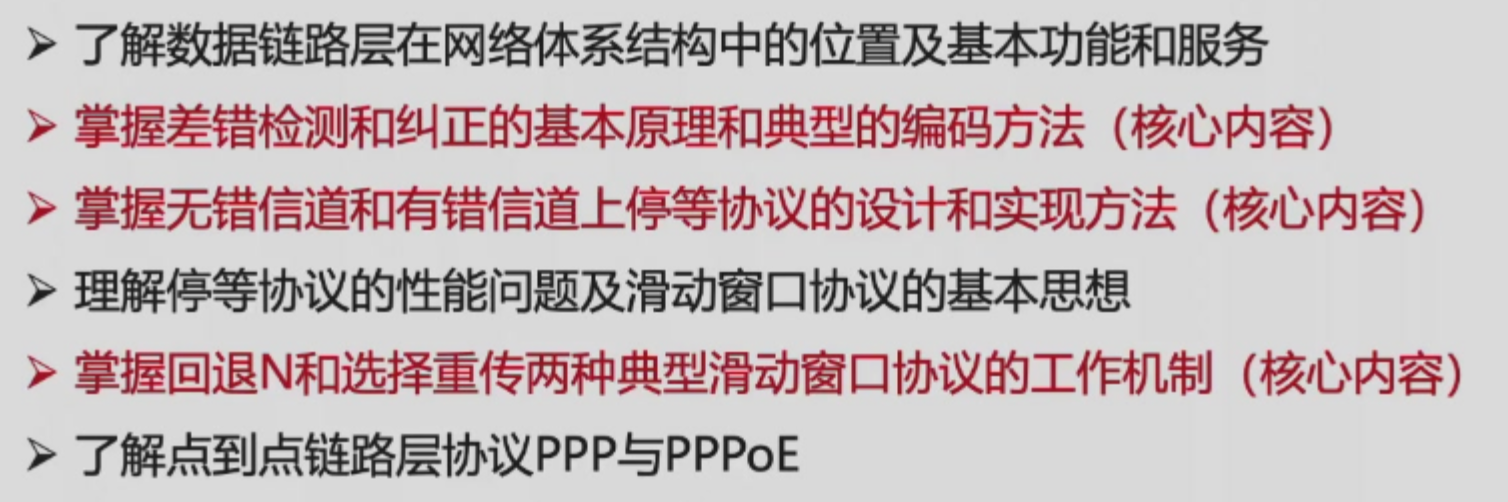 ➢ 了解数据链路层在网络体系结构中的位置及基本功能和服务
➢ 掌握差错检测和纠正的基本原理和典型的编码方法（核心内容）
➢ 掌握无错信道和有错信道上停等协议的设计和实现方法（核心内容）
➢ 理解停等协议的性能问题及滑动窗口协议的基本思想
➢ 掌握回退N和选择重传两种典型滑动窗口协议的工作机制（核心内容）
➢ 了解点到点链路层协议PPP与PPPoE